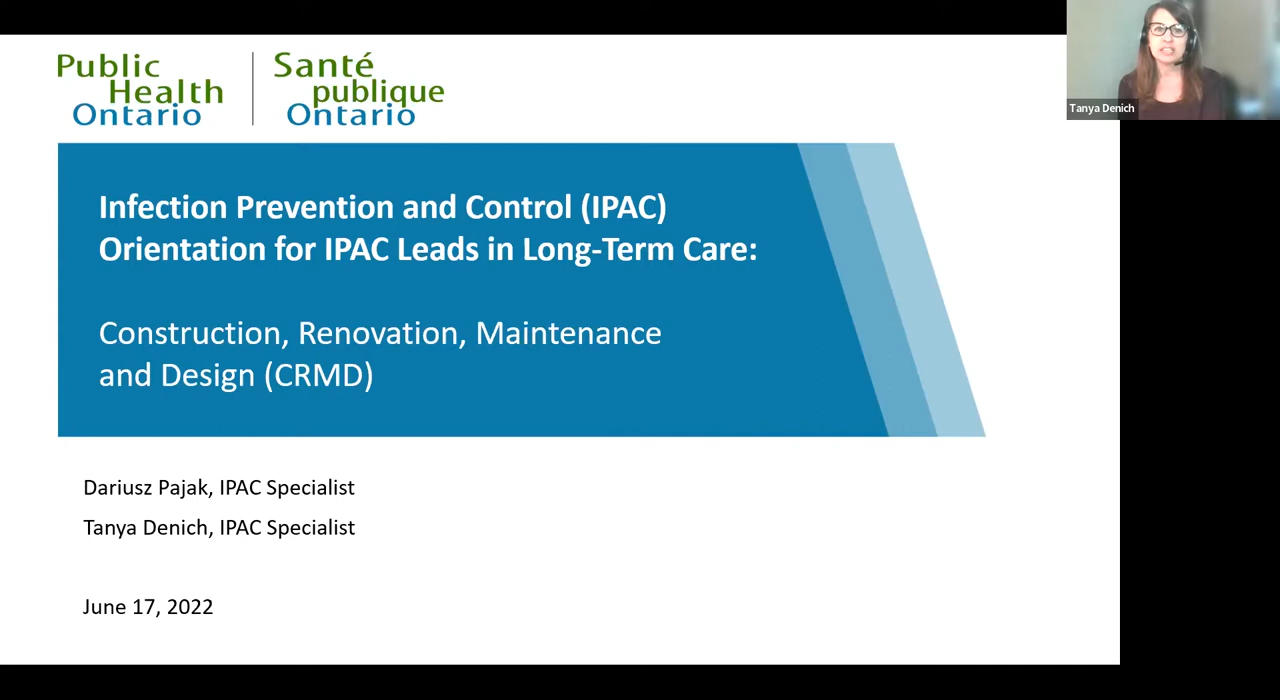 Public
Health
Ontario
Santé
publique
Ontario
Tanya Denich
Infection Prevention and Control (IPAC)
Orientation for IPAC Leads in Long-Term Care:
Construction, Renovation, Maintenance
and Design (CRMD)
Dariusz Pajak, IPAC Specialist
Tanya Denich, IPAC Specialist
June 17, 2022